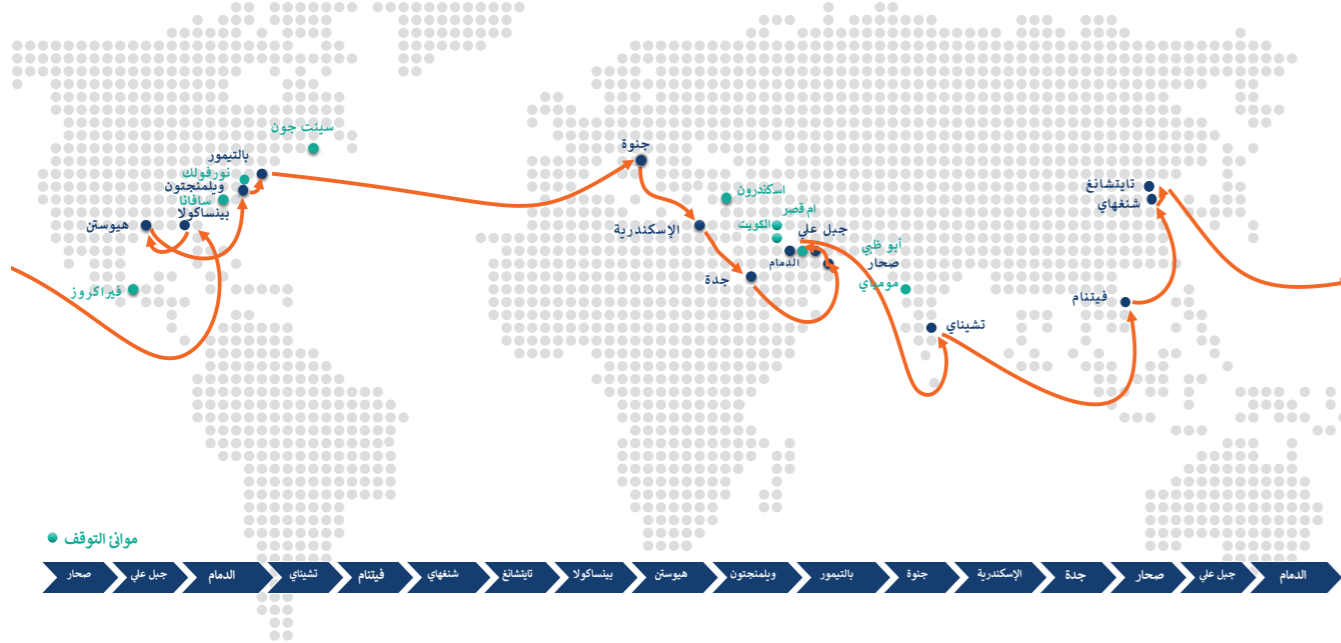 سينت جون
جنوة
بالتيمور
نورفولك
ويلمنجتون
سافانا
بينساكولا
هيوستن
فيراكروز
اسكندرون
ام قصر
الكويت
الإسكندرية
جبل علي
أبو ظبي
الدمام
صحار
جدة
مومباي
تايتشانغ
شنغهاي
فيتنام
تشيناي
موانئ التوقف
صحار
جبل علي
الدمام
تشيناي
فيتنام
شنغهاي
تايتشانغ
بينساكولا
هيوستن
ويلمنجتون
بالتيمور
جنوة
الإسكندرية
جدة
صحار
جبل علي
الدمام